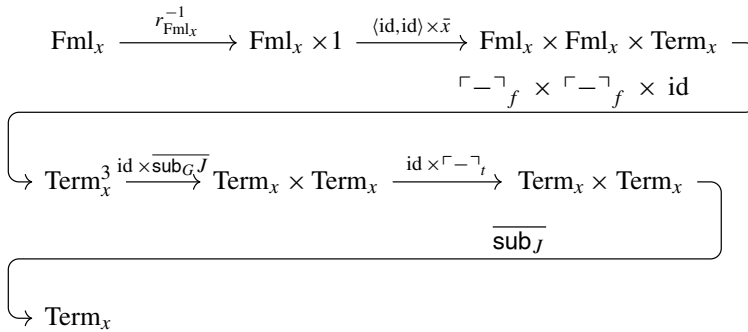 r⁻¹_{Fml_x} ⟨id,id⟩ × x̄
Fml_x → Fml_x ×1 → Fml_x × Fml_x × Term_x
⌜−⌝_f × ⌜−⌝_f × id
id × \overline{sub_G J} id × ⌜−⌝_t
Term_x^3 → Term_x × Term_x → Term_x × Term_x
\overline{sub_J}
Term_x